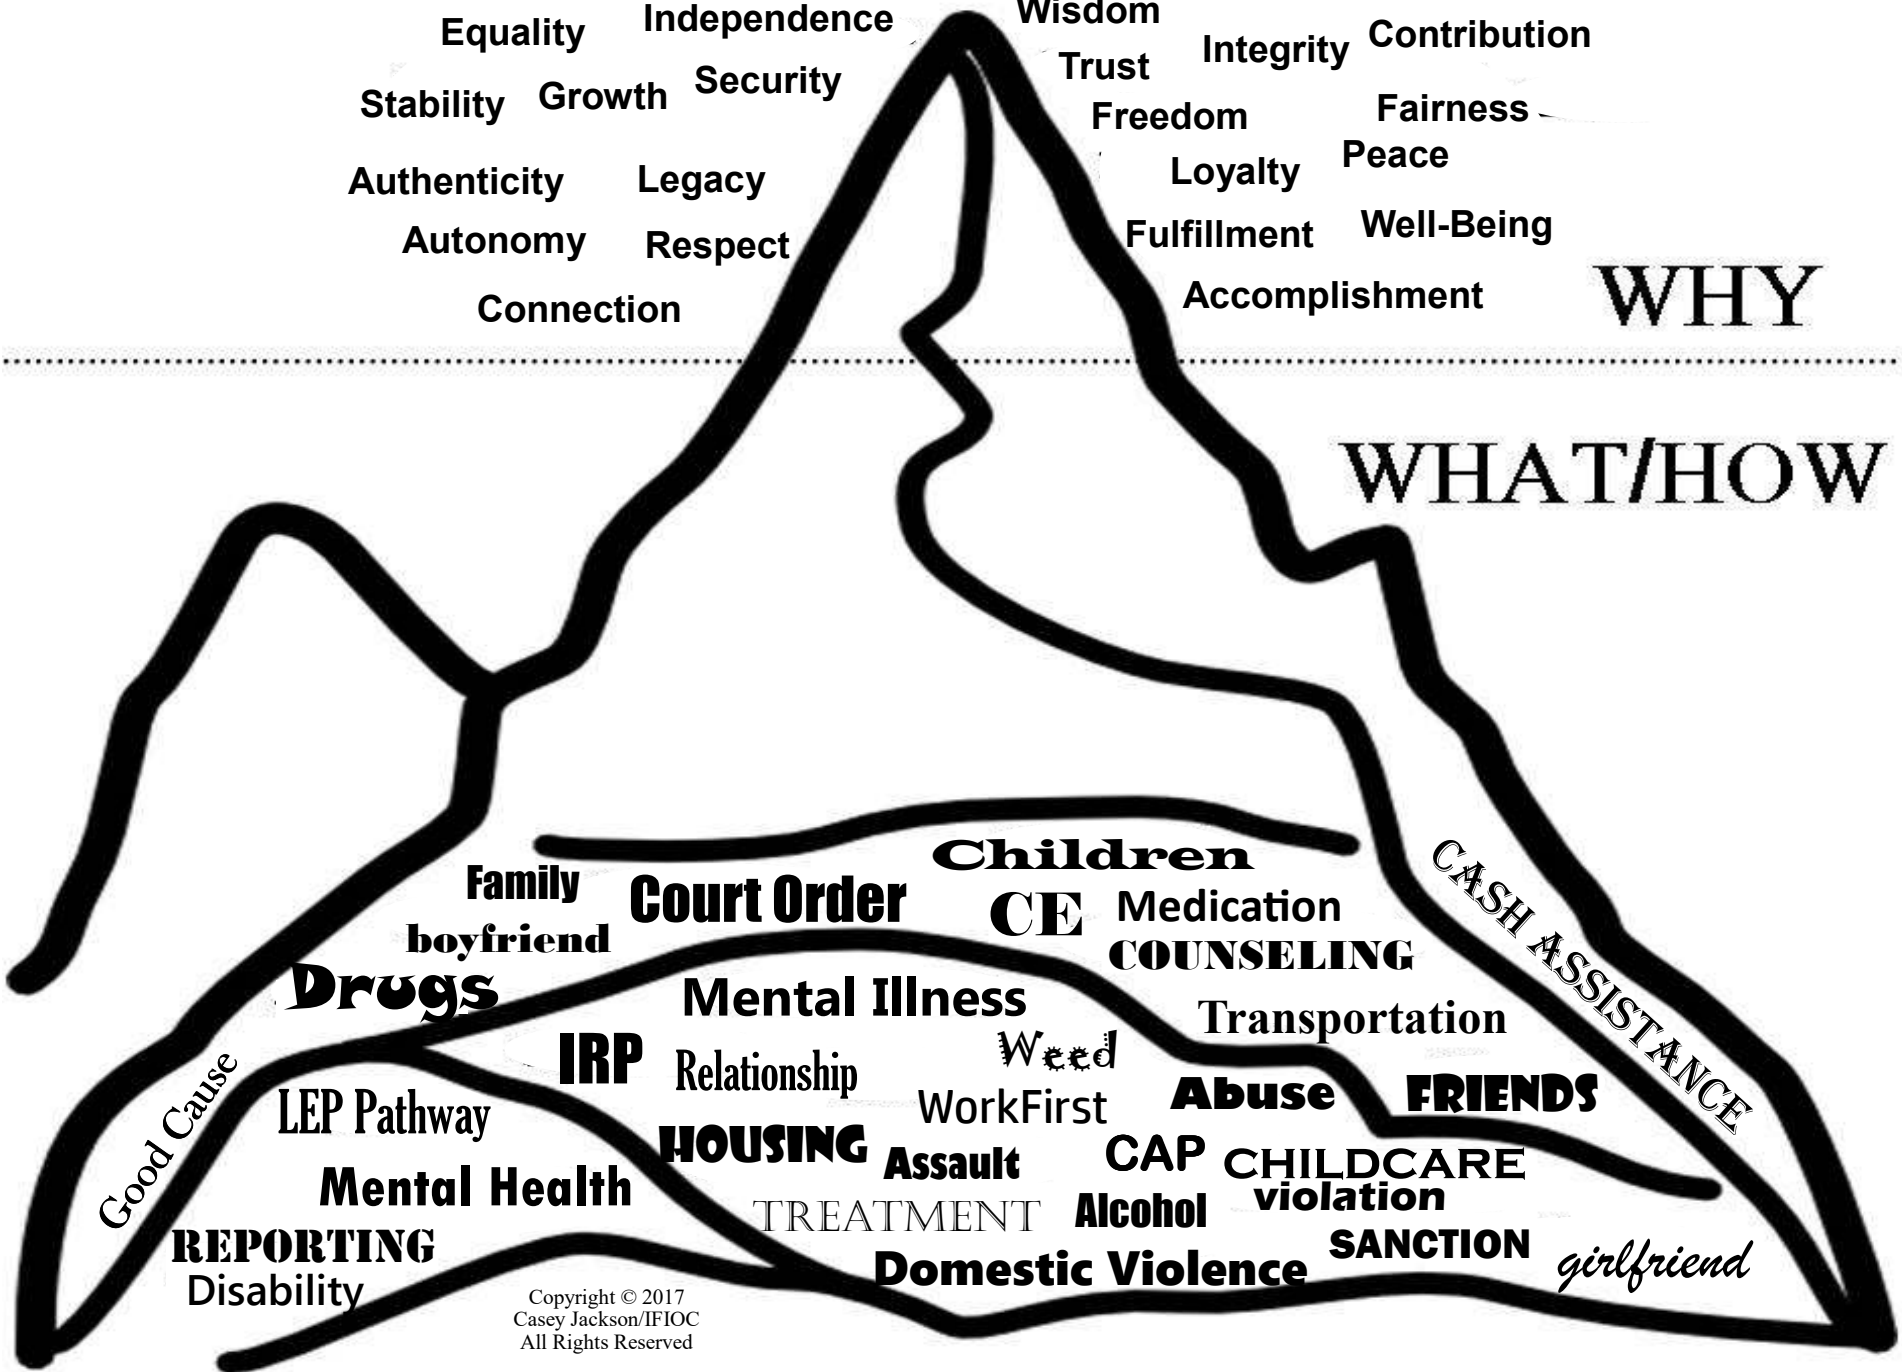 Equality
Independence
Wisdom
Integrity
Contribution
Trust
Stability
Growth
Security
Freedom
Fairness
Peace
Authenticity
Legacy
Loyalty
Autonomy
Respect
Fulfillment
Well-Being
Connection
Accomplishment
WHY
WHAT/HOW
Children
Family
Court Order
CE
Medication
boyfriend
COUNSELING
CASH ASSISTANCE
Drugs
Mental Illness
Transportation
IRP
Relationship
Weed
WorkFirst
Abuse
FRIENDS
Good Cause
LEP Pathway
HOUSING
Assault
CAP
CHILDCARE
Mental Health
TREATMENT
Alcohol
violation
REPORTING
SANCTION
Disability
Domestic Violence
girlfriend
Copyright © 2017
Casey Jackson/IFIOC
All Rights Reserved